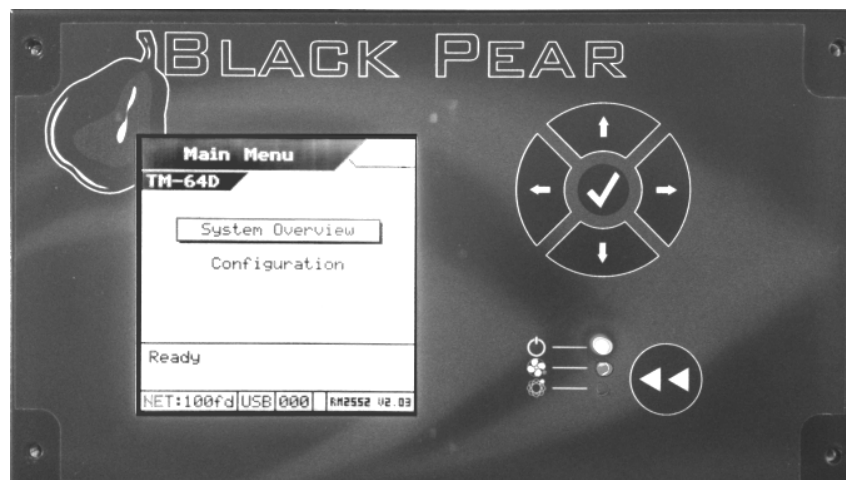 BLACK PEAR
Main Menu
TM-64D
System Overview
Configuration
Ready
NET:100fd USB 000 RM2552 V2.03